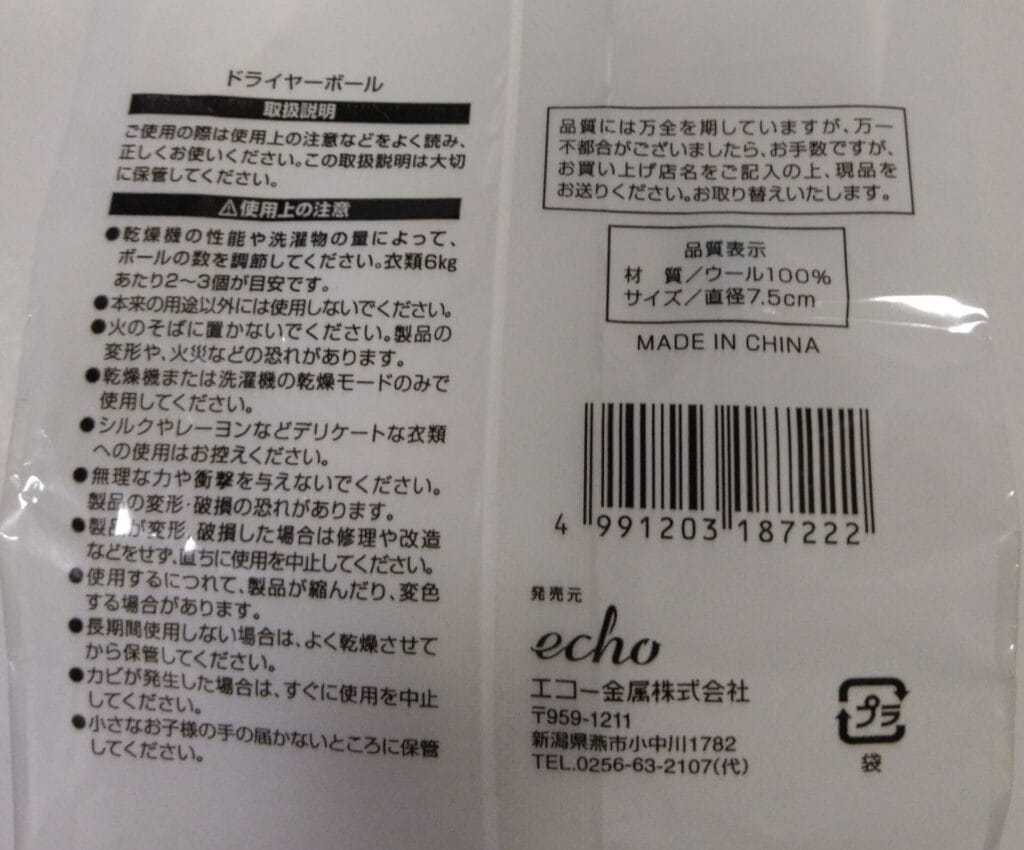 ドライヤーボール
取扱説明
ご使用の際は使用上の注意などをよく読み、
正しくお使いください。この取扱説明は大切
に保管してください。
⚠使用上の注意
●乾燥機の性能や洗濯物の量によって、
ボールの数を調節してください。衣類6kg
あたり2〜3個が目安です。
●本来の用途以外には使用しないでください。
●火のそばに置かないでください。製品の
変形や、火災などの恐れがあります。
●乾燥機または洗濯機の乾燥モードのみで
使用してください。
●シルクやレーヨンなどデリケートな衣類
への使用はお控えください。
●無理な力や衝撃を与えないでください。
製品の変形・破損の恐れがあります。
●製品が変形、破損した場合は修理や改造
などをせず、直ちに使用を中止してください。
●使用するにつれて、製品が縮んだり、変色
する場合があります。
●長期間使用しない場合は、よく乾燥させて
から保管してください。
●カビが発生した場合は、すぐに使用を中止
してください。
●小さなお子様の手の届かないところに保管
してください。
品質には万全を期していますが、万一
不都合がございましたら、お手数ですが、
お買い上げ店名をご記入の上、現品を
お送りください。お取り替えいたします。
品質表示
材 質/ウール100%
サイズ/直径7.5cm
MADE IN CHINA
4 991203 187222
発売元
echo
エコー金属株式会社
〒959-1211
新潟県燕市小中川1782
TEL.0256-63-2107(代)
プラ
袋